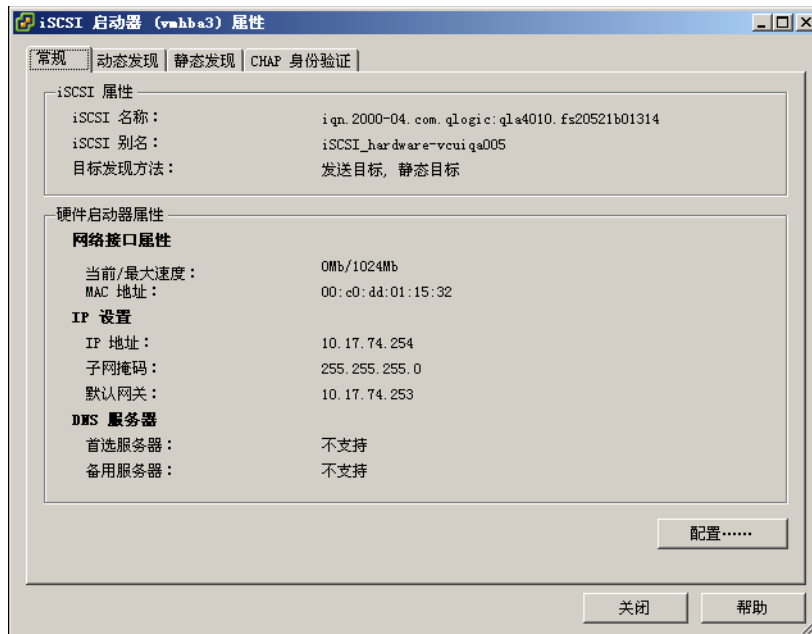 iSCSI 启动器 (vmhba3) 属性
常规 动态发现 静态发现 CHAP 身份验证
iSCSI 属性
iSCSI 名称： iqn.2000-04.com.qlogic:qla4010.fs20521b01314
iSCSI 别名： iSCSI_hardware-vcuiqa005
目标发现方法： 发送目标, 静态目标
硬件启动器属性
网络接口属性
当前/最大速度： 0Mb/1024Mb
MAC 地址： 00:c0:dd:01:15:32
IP 设置
IP 地址： 10.17.74.254
子网掩码： 255.255.255.0
默认网关： 10.17.74.253
DNS 服务器
首选服务器： 不支持
备用服务器： 不支持
配置……
关闭 帮助